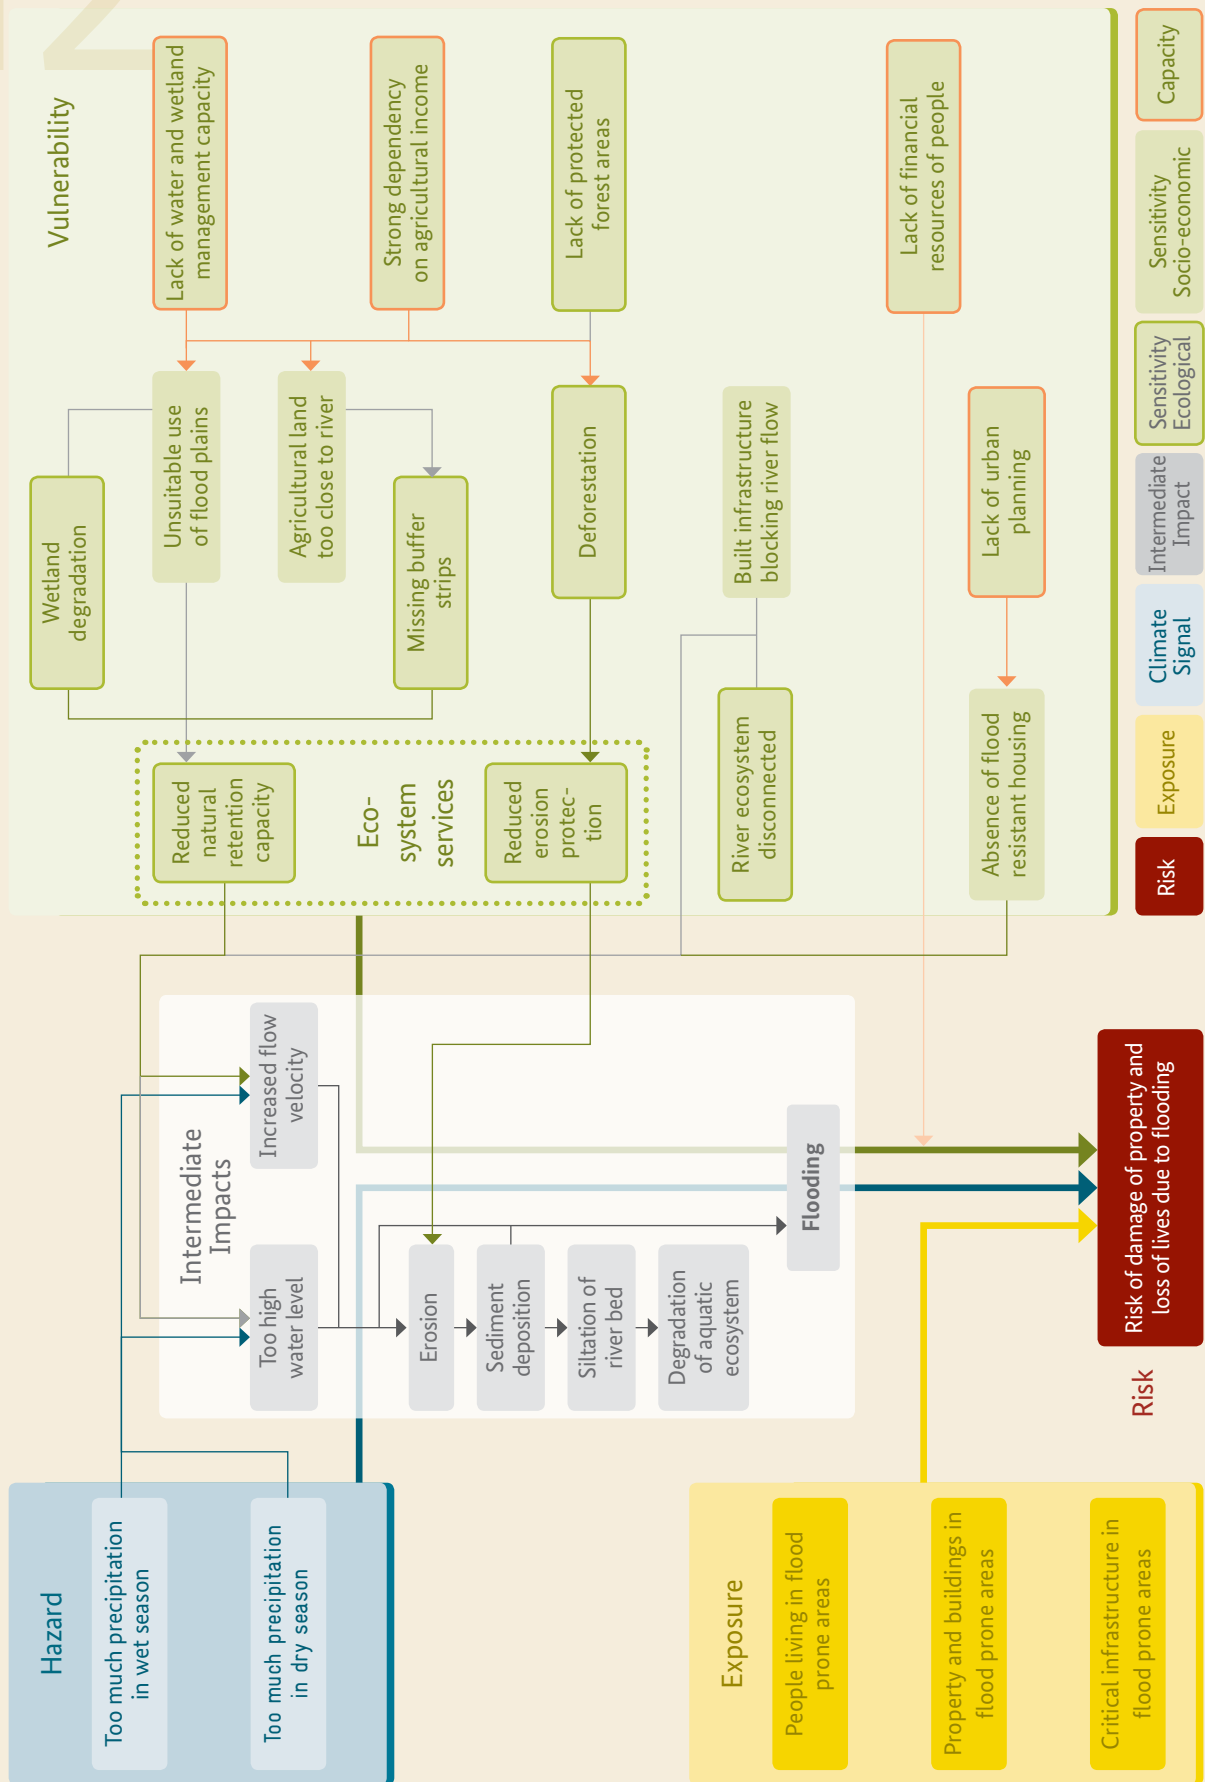 Hazard
Too much precipitation
in wet season
Too much precipitation
in dry season
Intermediate
Impacts
Too high
water level
Increased flow
velocity
Erosion
Sediment
deposition
Siltation of
river bed
Degradation
of aquatic
ecosystem
Flooding
Vulnerability
Wetland
degradation
Lack of water and wetland
management capacity
Unsuitable use
of flood plains
Reduced
natural
retention
capacity
Agricultural land
too close to river
Strong dependency
on agricultural income
Missing buffer
strips
Eco-
system
services
Reduced
erosion
protec-
tion
Deforestation
Lack of protected
forest areas
River ecosystem
disconnected
Built infrastructure
blocking river flow
Lack of financial
resources of people
Absence of flood
resistant housing
Lack of urban
planning
Exposure
People living in flood
prone areas
Property and buildings in
flood prone areas
Critical infrastructure in
flood prone areas
Risk
Risk of damage of property and
loss of lives due to flooding
Risk
Exposure
Climate
Signal
Intermediate
Impact
Sensitivity
Ecological
Sensitivity
Socio-economic
Capacity